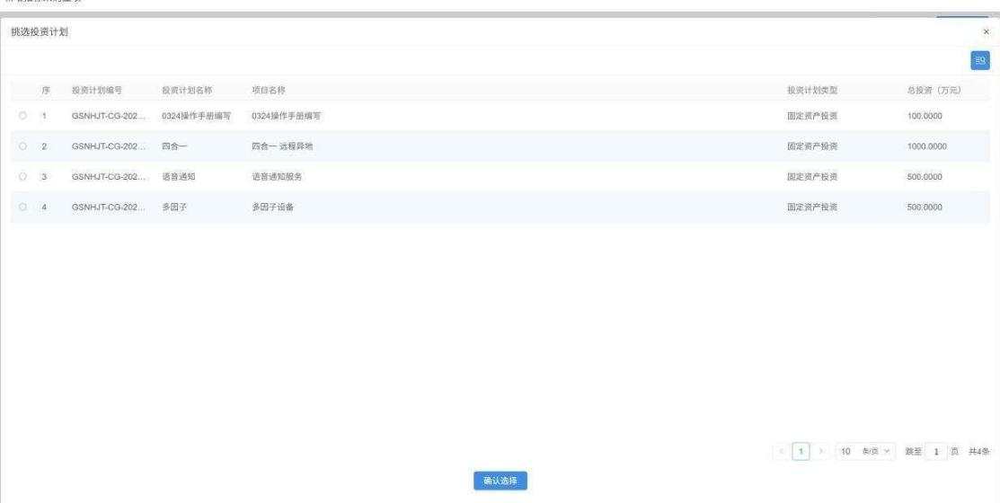 挑选投资计划 ×
序 投资计划编号 投资计划名称 项目名称 投资计划类型 总投资（万元）
1 GSNHJT-CG-202... 0324操作手册编写 0324操作手册编写 固定资产投资 100.0000
2 GSNHJT-CG-202... 四合一 四合一 远程异地 固定资产投资 1000.0000
3 GSNHJT-CG-202... 语音通知 语音通知服务 固定资产投资 500.0000
4 GSNHJT-CG-202... 多因子 多因子设备 固定资产投资 500.0000
< 1 > 10 条/页 跳至 1 页 共4条
确认选择